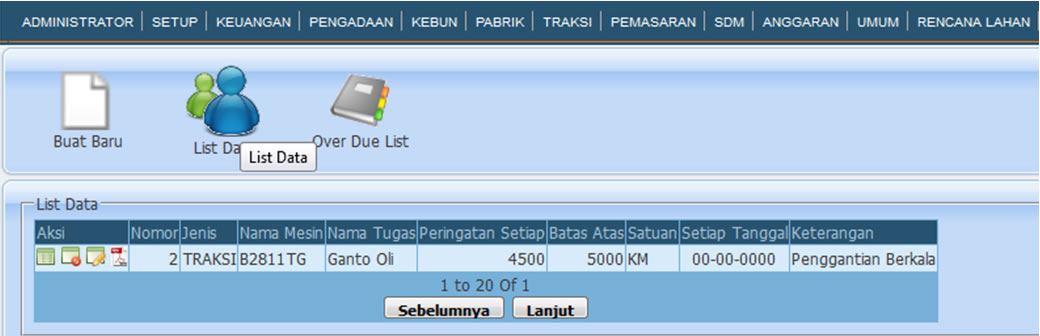 ADMINISTRATOR SETUP KEUANGAN PENGADAAN KEBUN PABRIK TRAKSI PEMASARAN SDM ANGGARAN UMUM RENCANA LAHAN
Buat Baru List Da Over Due List
List Data
List Data
Aksi Nomor Jenis Nama Mesin Nama Tugas Peringatan Setiap Batas Atas Satuan Setiap Tanggal Keterangan
2 TRAKSI B2811TG Ganto Oli 4500 5000 KM 00-00-0000 Penggantian Berkala
1 to 20 Of 1
Sebelumnya Lanjut